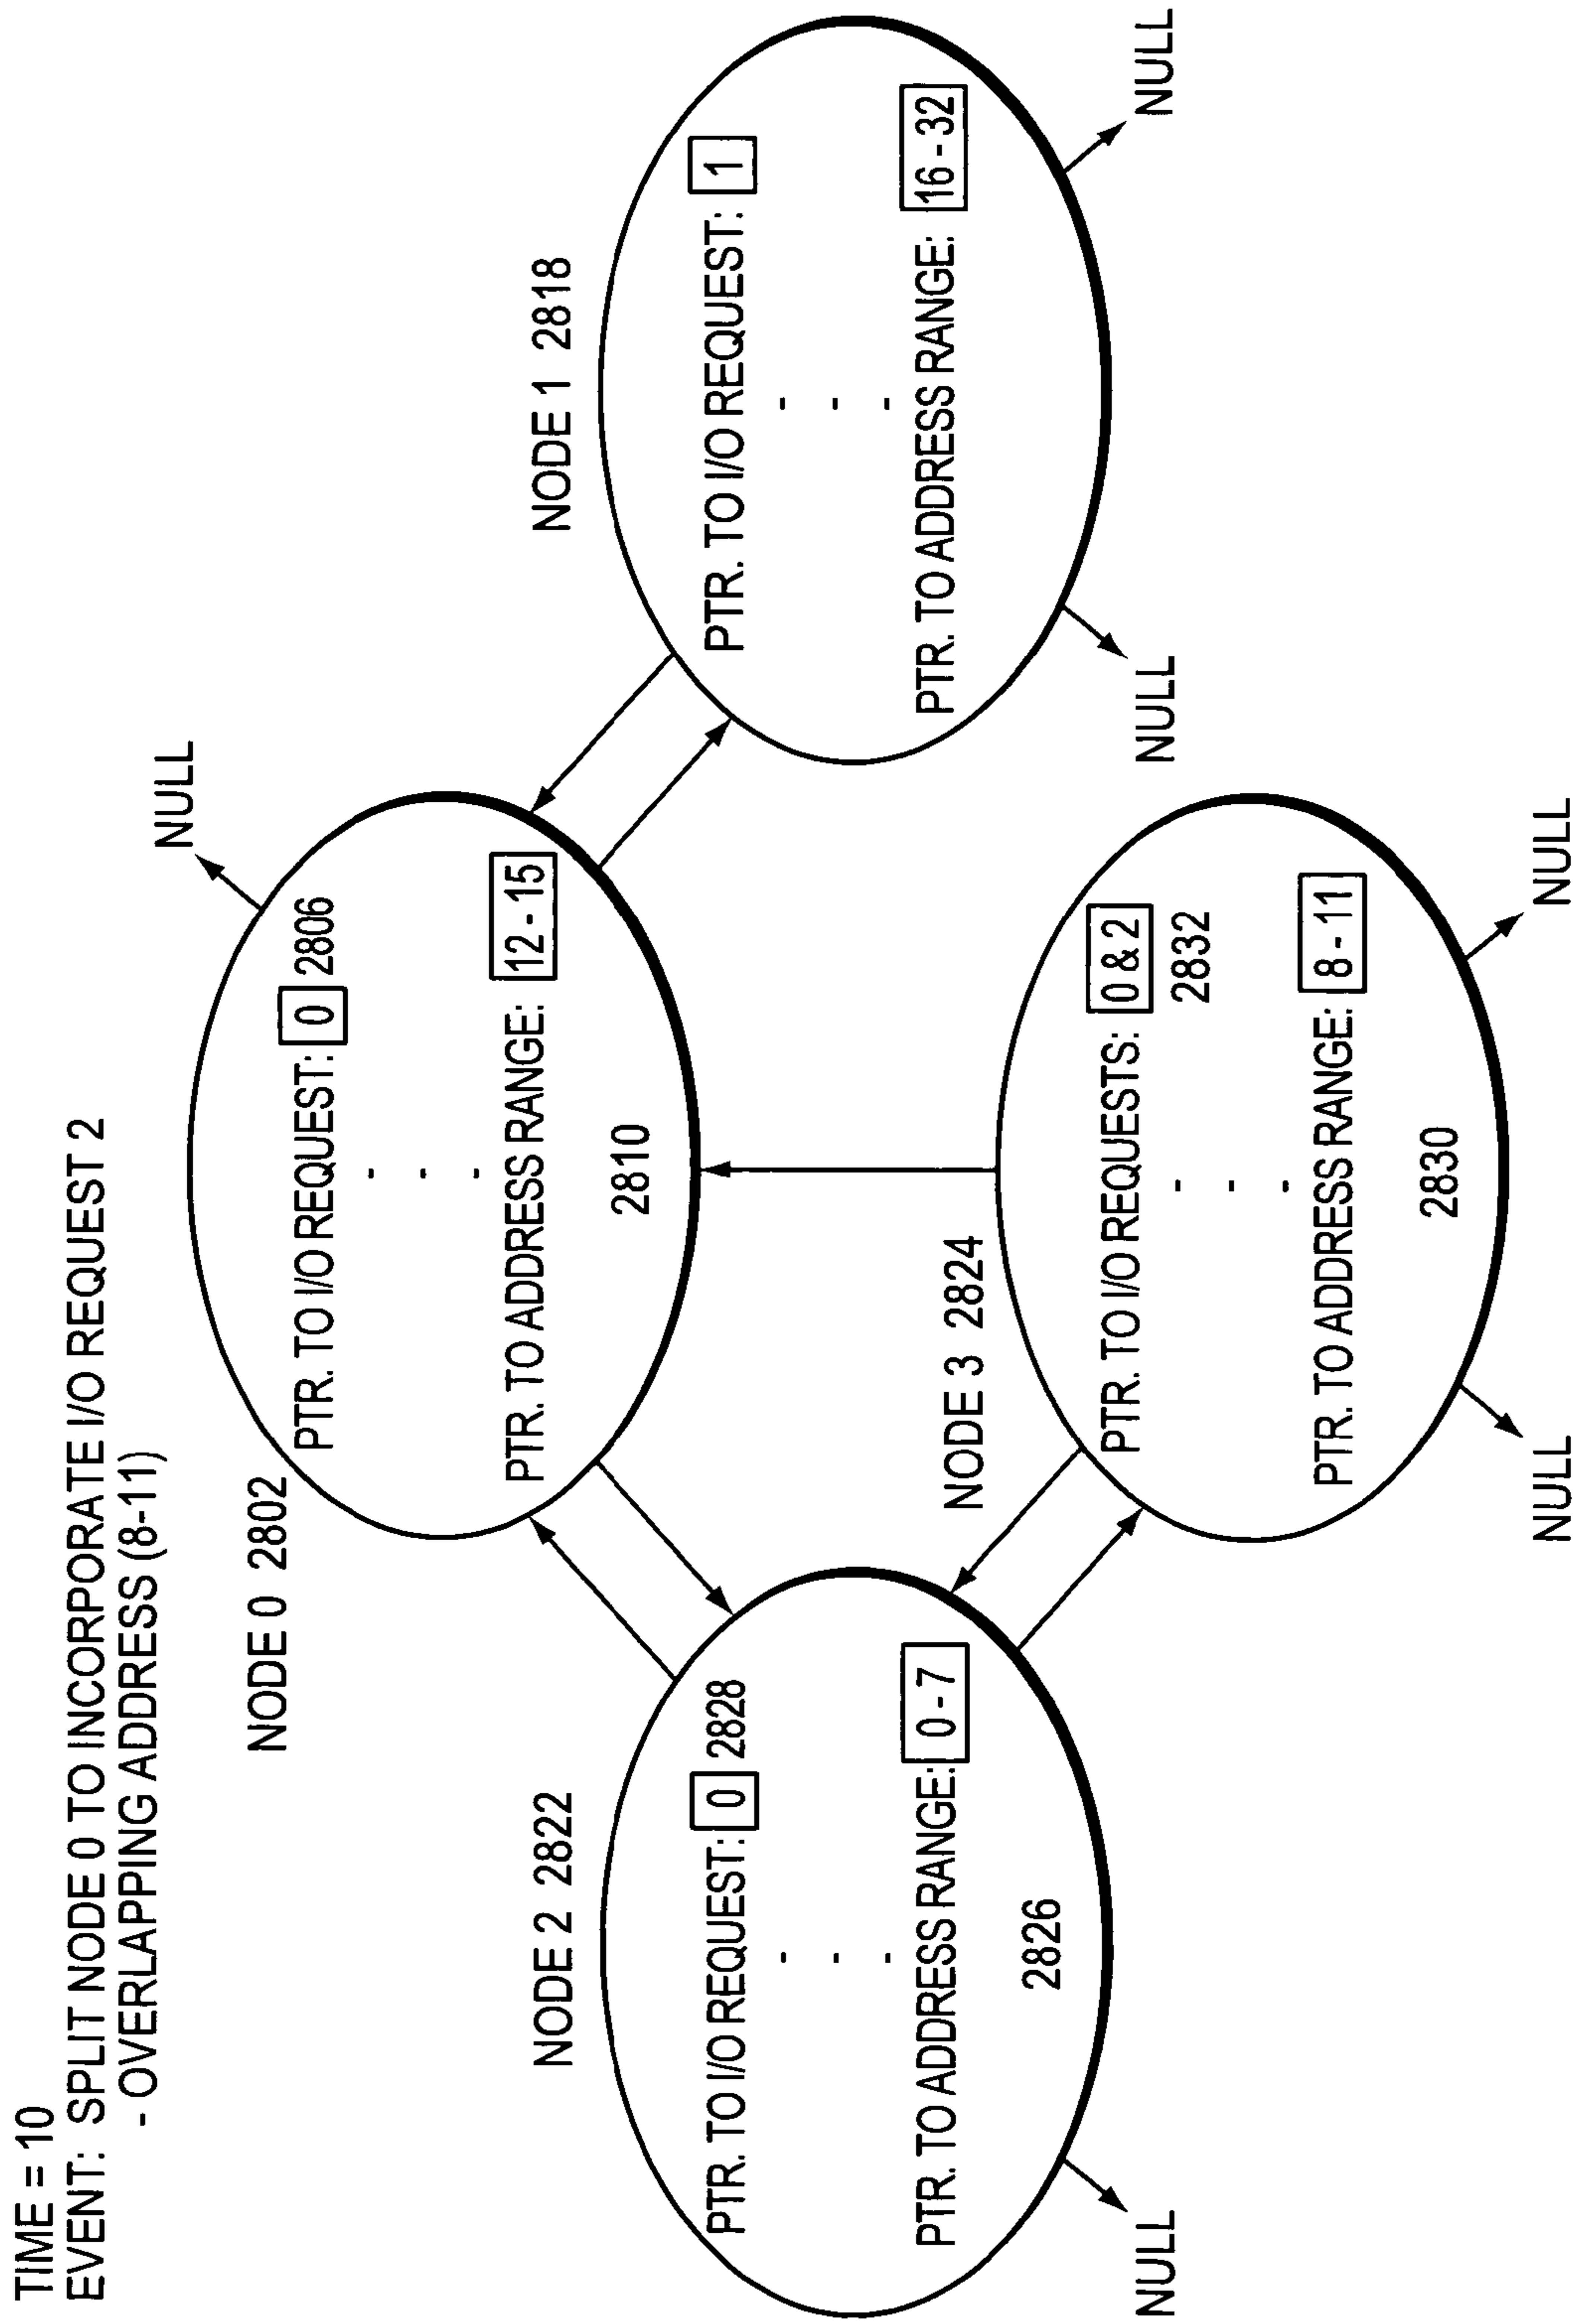 TIME = 10
EVENT: SPLIT NODE 0 TO INCORPORATE I/O REQUEST 2
- OVERLAPPING ADDRESS (8-11)
NULL
NODE 0 2802
PTR. TO I/O REQUEST: 0 2806
PTR. TO ADDRESS RANGE: 12 - 15
2810
NODE 2 2822
PTR. TO I/O REQUEST: 0 2828
PTR. TO ADDRESS RANGE: 0 - 7
2826
NULL
NODE 1 2818
PTR. TO I/O REQUEST: 1
PTR. TO ADDRESS RANGE: 16 - 32
NULL
NULL
NODE 3 2824
PTR. TO I/O REQUESTS: 0 & 2
2832
PTR. TO ADDRESS RANGE: 8 - 11
2830
NULL
NULL